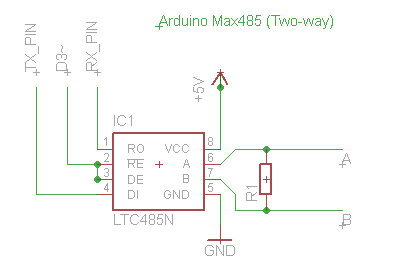 Arduino Max485 (Two-way)
TX_PIN
D3~
RX_PIN
+5V
IC1
1 RO VCC 8
2 RE A 6
3 DE B 7
4 DI GND 5
LTC485N
R1
A
B
GND